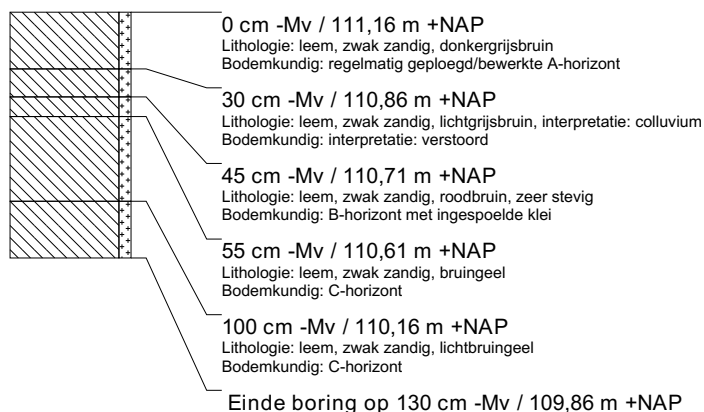 0 cm -Mv / 111,16 m +NAP
Lithologie: leem, zwak zandig, donkergrijsbruin
Bodemkundig: regelmatig geploegd/bewerkte A-horizont
30 cm -Mv / 110,86 m +NAP
Lithologie: leem, zwak zandig, lichtgrijsbruin, interpretatie: colluvium
Bodemkundig: interpretatie: verstoord
45 cm -Mv / 110,71 m +NAP
Lithologie: leem, zwak zandig, roodbruin, zeer stevig
Bodemkundig: B-horizont met ingespoelde klei
55 cm -Mv / 110,61 m +NAP
Lithologie: leem, zwak zandig, bruingeel
Bodemkundig: C-horizont
100 cm -Mv / 110,16 m +NAP
Lithologie: leem, zwak zandig, lichtbruingeel
Bodemkundig: C-horizont
Einde boring op 130 cm -Mv / 109,86 m +NAP